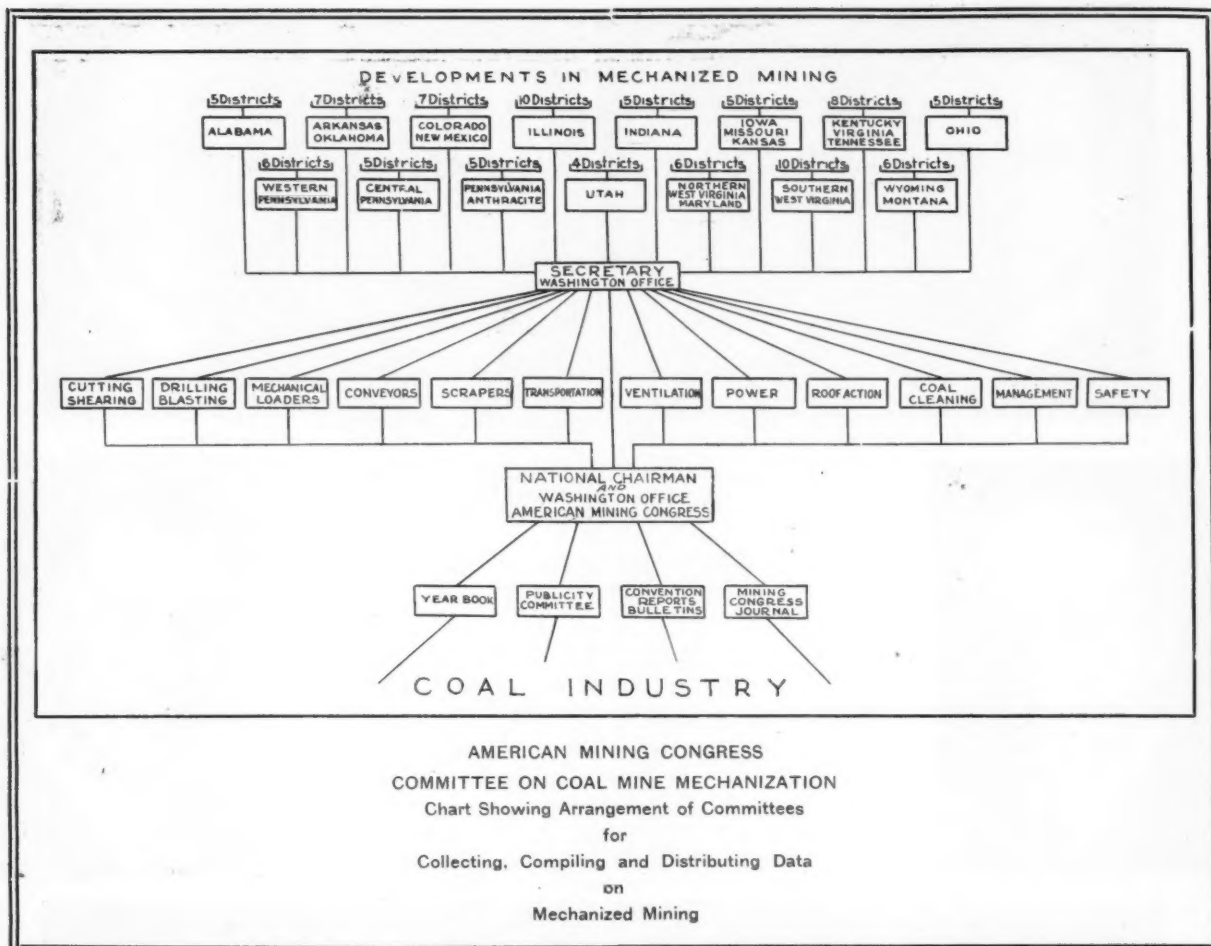 DEVELOPMENTS IN MECHANIZED MINING
5 Districts
7 Districts
7 Districts
10 Districts
5 Districts
5 Districts
8 Districts
5 Districts
ALABAMA
ARKANSAS
OKLAHOMA
COLORADO
NEW MEXICO
ILLINOIS
INDIANA
IOWA
MISSOURI
KANSAS
KENTUCKY
VIRGINIA
TENNESSEE
OHIO
6 Districts
5 Districts
5 Districts
4 Districts
6 Districts
10 Districts
6 Districts
WESTERN
PENNSYLVANIA
CENTRAL
PENNSYLVANIA
PENNSYLVANIA
ANTHRACITE
UTAH
NORTHERN
WEST VIRGINIA
MARYLAND
SOUTHERN
WEST VIRGINIA
WYOMING
MONTANA
SECRETARY
WASHINGTON OFFICE
CUTTING
SHEARING
DRILLING
BLASTING
MECHANICAL
LOADERS
CONVEYORS
SCRAPERS
TRANSPORTATION
VENTILATION
POWER
ROOF ACTION
COAL
CLEANING
MANAGEMENT
SAFETY
NATIONAL CHAIRMAN
AND
WASHINGTON OFFICE
AMERICAN MINING CONGRESS
YEAR BOOK
PUBLICITY
COMMITTEE
CONVENTION
REPORTS
BULLETINS
MINING
CONGRESS
JOURNAL
COAL INDUSTRY
AMERICAN MINING CONGRESS
COMMITTEE ON COAL MINE MECHANIZATION
Chart Showing Arrangement of Committees
for
Collecting, Compiling and Distributing Data
on
Mechanized Mining